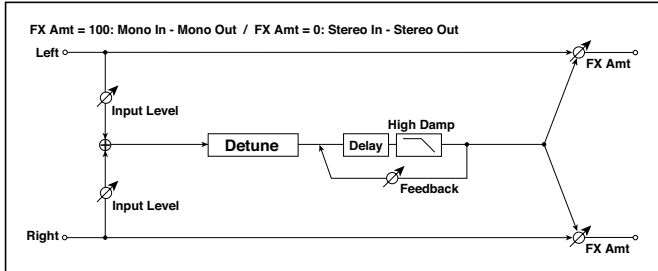 FX Amt = 100: Mono In - Mono Out / FX Amt = 0: Stereo In - Stereo Out
Left
FX Amt
Input Level
High Damp
Detune
Delay
Feedback
Input Level
Right
FX Amt